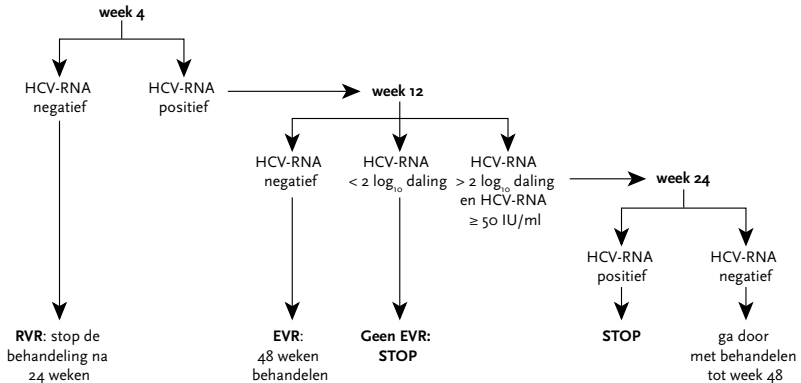 week 4
HCV-RNA
negatief
HCV-RNA
positief
week 12
HCV-RNA
negatief
HCV-RNA
< 2 log10 daling
HCV-RNA
> 2 log10 daling
en HCV-RNA
≥ 50 IU/ml
week 24
HCV-RNA
positief
HCV-RNA
negatief
RVR: stop de
behandeling na
24 weken
EVR:
48 weken
behandelen
Geen EVR:
STOP
STOP
ga door
met behandelen
tot week 48